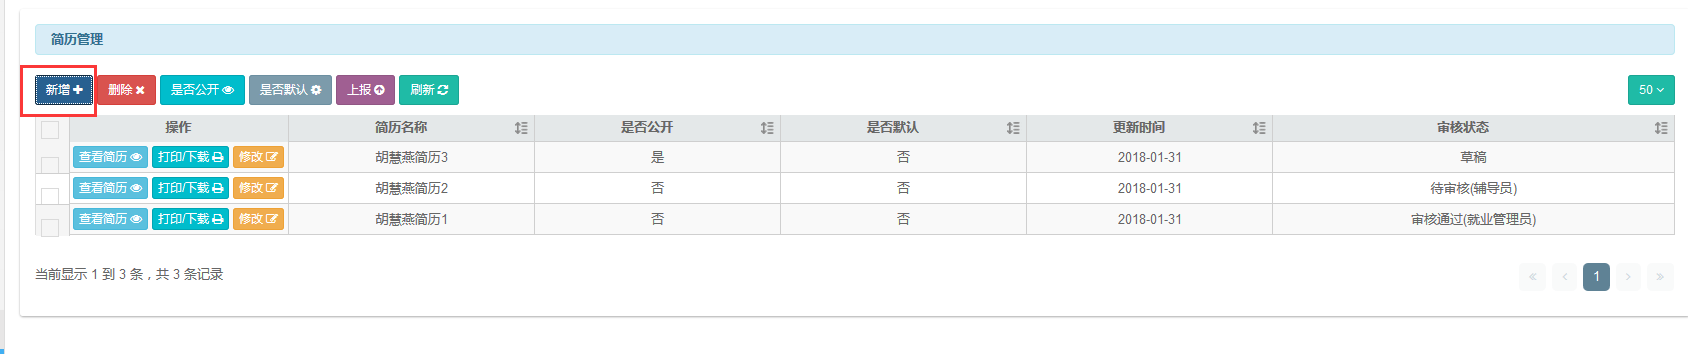 简历管理
新增 删除 是否公开 是否默认 上报 刷新 50
操作 简历名称 是否公开 是否默认 更新时间 审核状态
查看简历 打印/下载 修改 胡慧燕简历3 是 否 2018-01-31 草稿
查看简历 打印/下载 修改 胡慧燕简历2 否 否 2018-01-31 待审核(辅导员)
查看简历 打印/下载 修改 胡慧燕简历1 否 否 2018-01-31 审核通过(就业管理员)
当前显示 1 到 3 条，共 3 条记录 « ‹ 1 › »